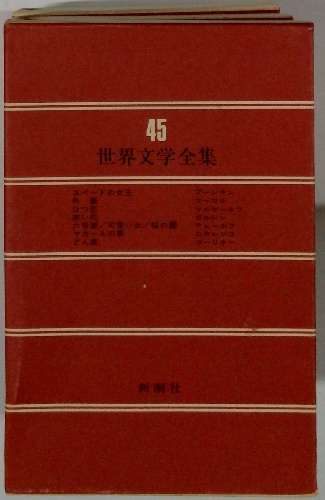 45
世界文学全集
スペードの女王 プーシキン
外套 ゴーゴリ
はつ恋 ツルゲーネフ
赤い花 ガルシン
六号室／可愛い女／桜の園 チェーホフ
マカールの夢 コロレンコ
どん底 ゴーリキー
新潮社